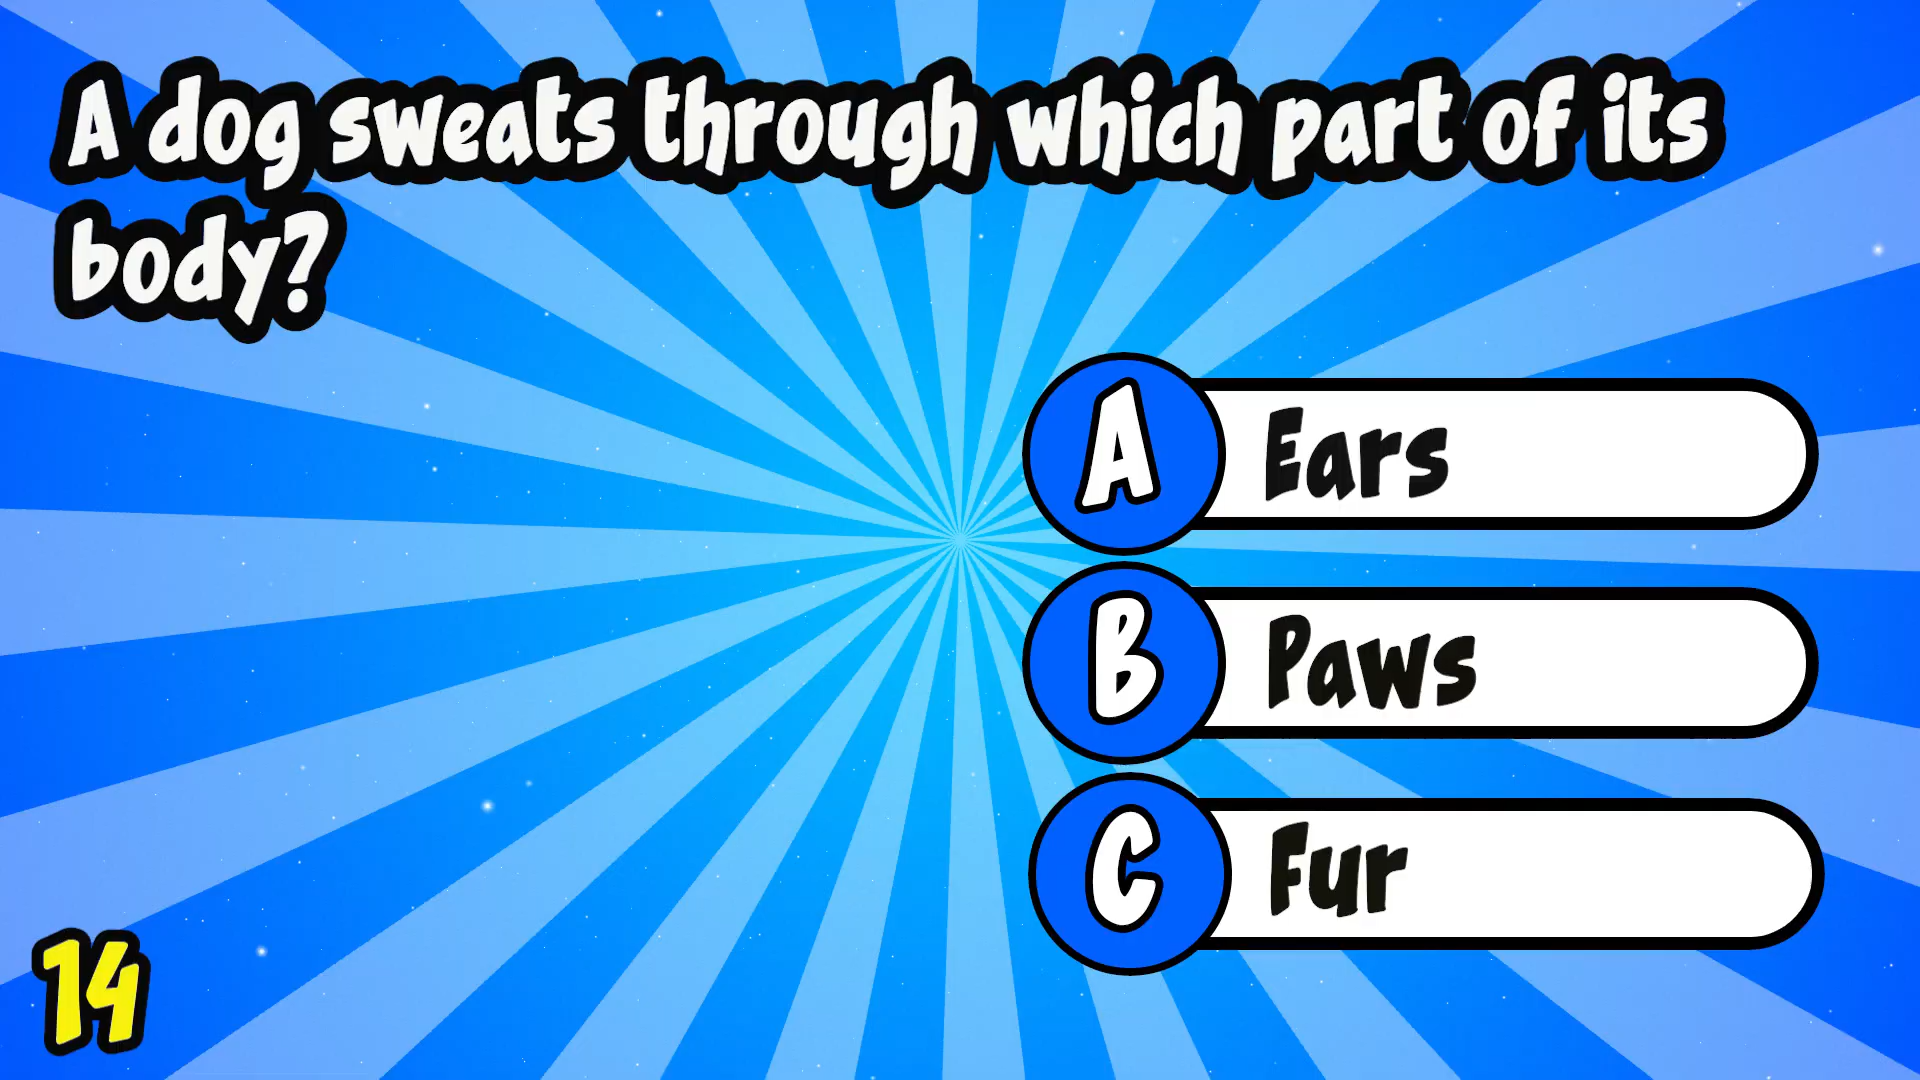 A dog sweats through which part of its
body?
A Ears
B Paws
C Fur
14